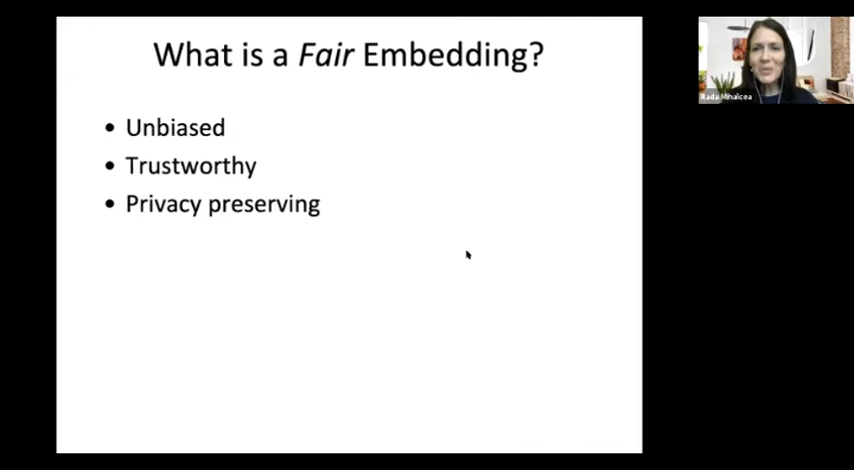 What is a Fair Embedding?
• Unbiased
• Trustworthy
• Privacy preserving
Rada Mihalcea